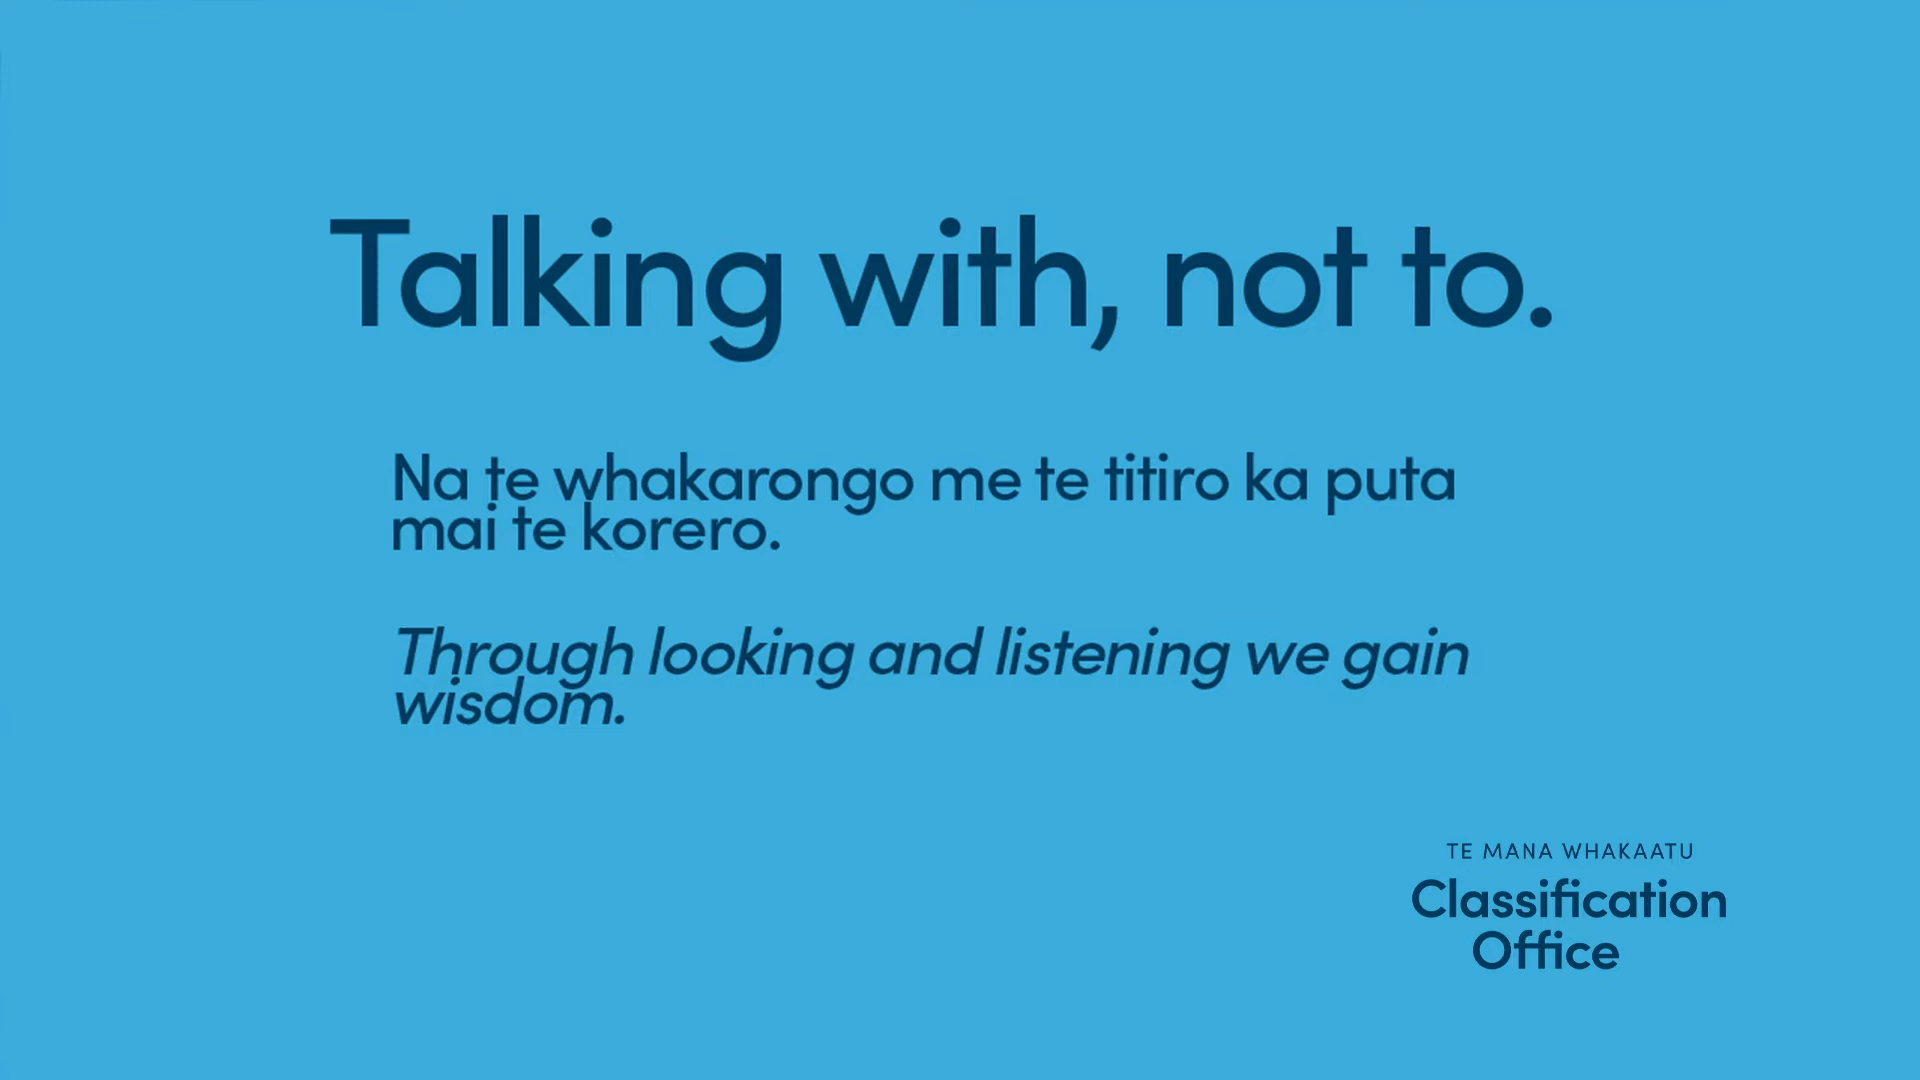 Talking with, not to.
Na te whakarongo me te titiro ka puta
mai te korero.
Through looking and listening we gain
wisdom.
TE MANA WHAKAATU
Classification
Office